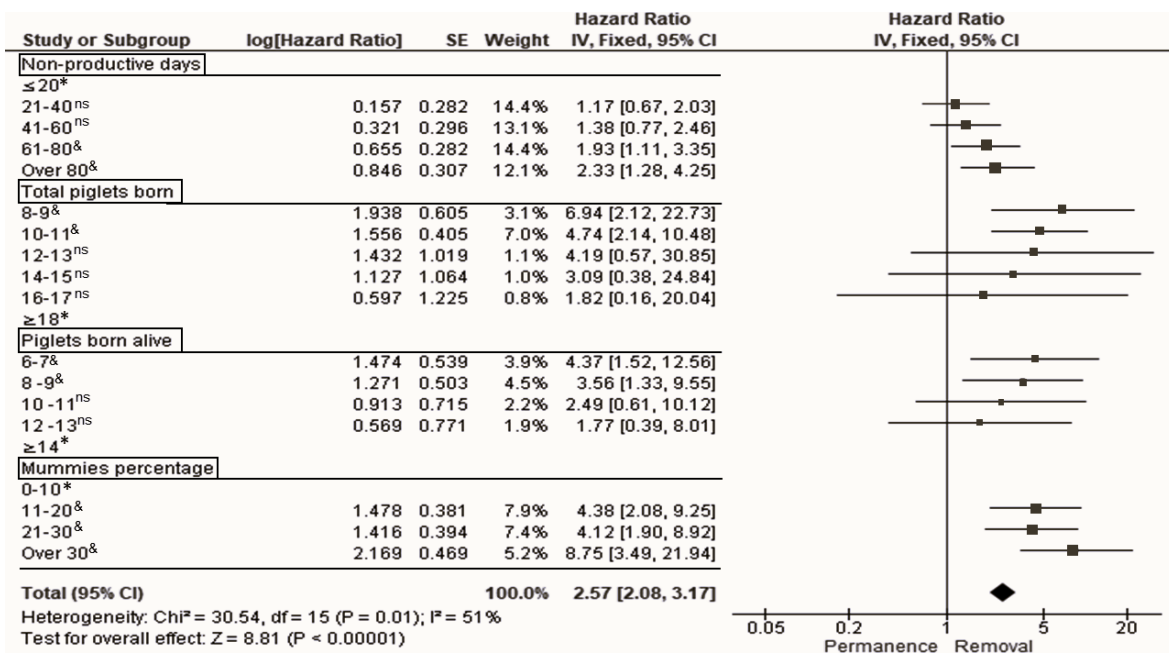 Hazard Ratio Hazard Ratio
Study or Subgroup log[Hazard Ratio] SE Weight IV, Fixed, 95% CI IV, Fixed, 95% CI
Non-productive days
≤20*
21-40ns 0.157 0.282 14.4% 1.17 [0.67, 2.03]
41-60ns 0.321 0.296 13.1% 1.38 [0.77, 2.46]
61-80& 0.655 0.282 14.4% 1.93 [1.11, 3.35]
Over 80& 0.846 0.307 12.1% 2.33 [1.28, 4.25]
Total piglets born
8-9& 1.938 0.605 3.1% 6.94 [2.12, 22.73]
10-11& 1.556 0.405 7.0% 4.74 [2.14, 10.48]
12-13ns 1.432 1.019 1.1% 4.19 [0.57, 30.85]
14-15ns 1.127 1.064 1.0% 3.09 [0.38, 24.84]
16-17ns 0.597 1.225 0.8% 1.82 [0.16, 20.04]
≥18*
Piglets born alive
6-7& 1.474 0.539 3.9% 4.37 [1.52, 12.56]
8 -9& 1.271 0.503 4.5% 3.56 [1.33, 9.55]
10 -11ns 0.913 0.715 2.2% 2.49 [0.61, 10.12]
12 -13ns 0.569 0.771 1.9% 1.77 [0.39, 8.01]
≥14*
Mummies percentage
0-10*
11-20& 1.478 0.381 7.9% 4.38 [2.08, 9.25]
21-30& 1.416 0.394 7.4% 4.12 [1.90, 8.92]
Over 30& 2.169 0.469 5.2% 8.75 [3.49, 21.94]
Total (95% CI) 100.0% 2.57 [2.08, 3.17]
Heterogeneity: Chi² = 30.54, df = 15 (P = 0.01); I² = 51%
Test for overall effect: Z = 8.81 (P < 0.00001)
0.05 0.2 1 5 20
Permanence Removal